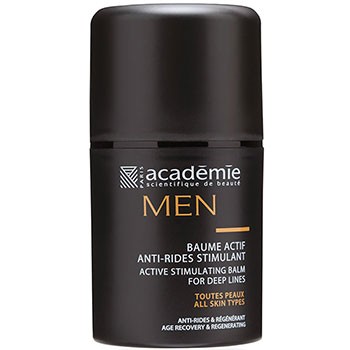 PARIS
académie
scientifique de beauté
MEN
BAUME ACTIF
ANTI-RIDES STIMULANT
ACTIVE STIMULATING BALM
FOR DEEP LINES
TOUTES PEAUX
ALL SKIN TYPES
ANTI-RIDES & RÉGÉNÉRANT
AGE RECOVERY & REGENERATING